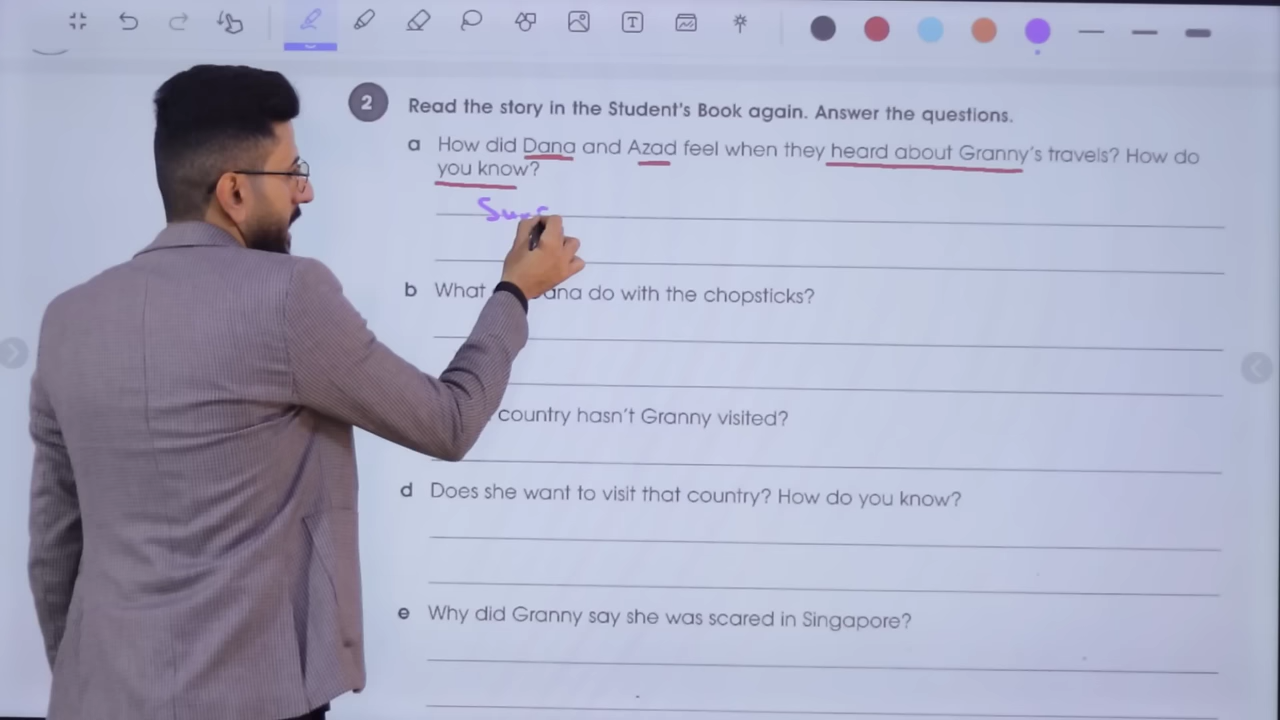 2 Read the story in the Student's Book again. Answer the questions.
a How did Dana and Azad feel when they heard about Granny's travels? How do
you know?
b What do with the chopsticks?
country hasn't Granny visited?
d Does she want to visit that country? How do you know?
e Why did Granny say she was scared in Singapore?